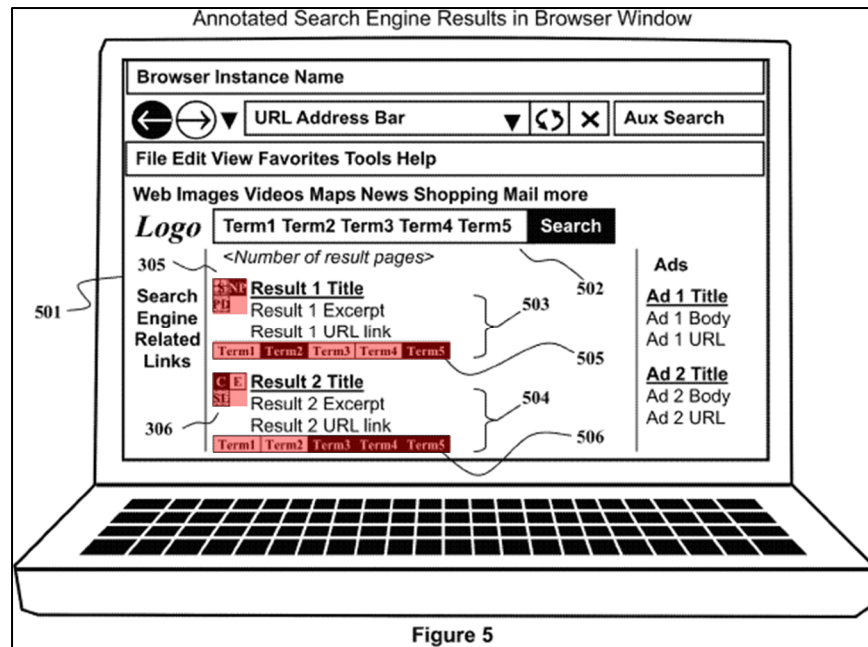 Annotated Search Engine Results in Browser Window
Browser Instance Name
URL Address Bar Aux Search
File Edit View Favorites Tools Help
Web Images Videos Maps News Shopping Mail more
Logo Term1 Term2 Term3 Term4 Term5 Search
305 <Number of result pages> 502 Ads
501 Search Engine Related Links
S NP Result 1 Title
PD Result 1 Excerpt 503
Result 1 URL link
Term1 Term2 Term3 Term4 Term5 505
C E Result 2 Title
SE Result 2 Excerpt 504
306 Result 2 URL link 506
Term1 Term2 Term3 Term4 Term5
Ad 1 Title
Ad 1 Body
Ad 1 URL
Ad 2 Title
Ad 2 Body
Ad 2 URL
Figure 5